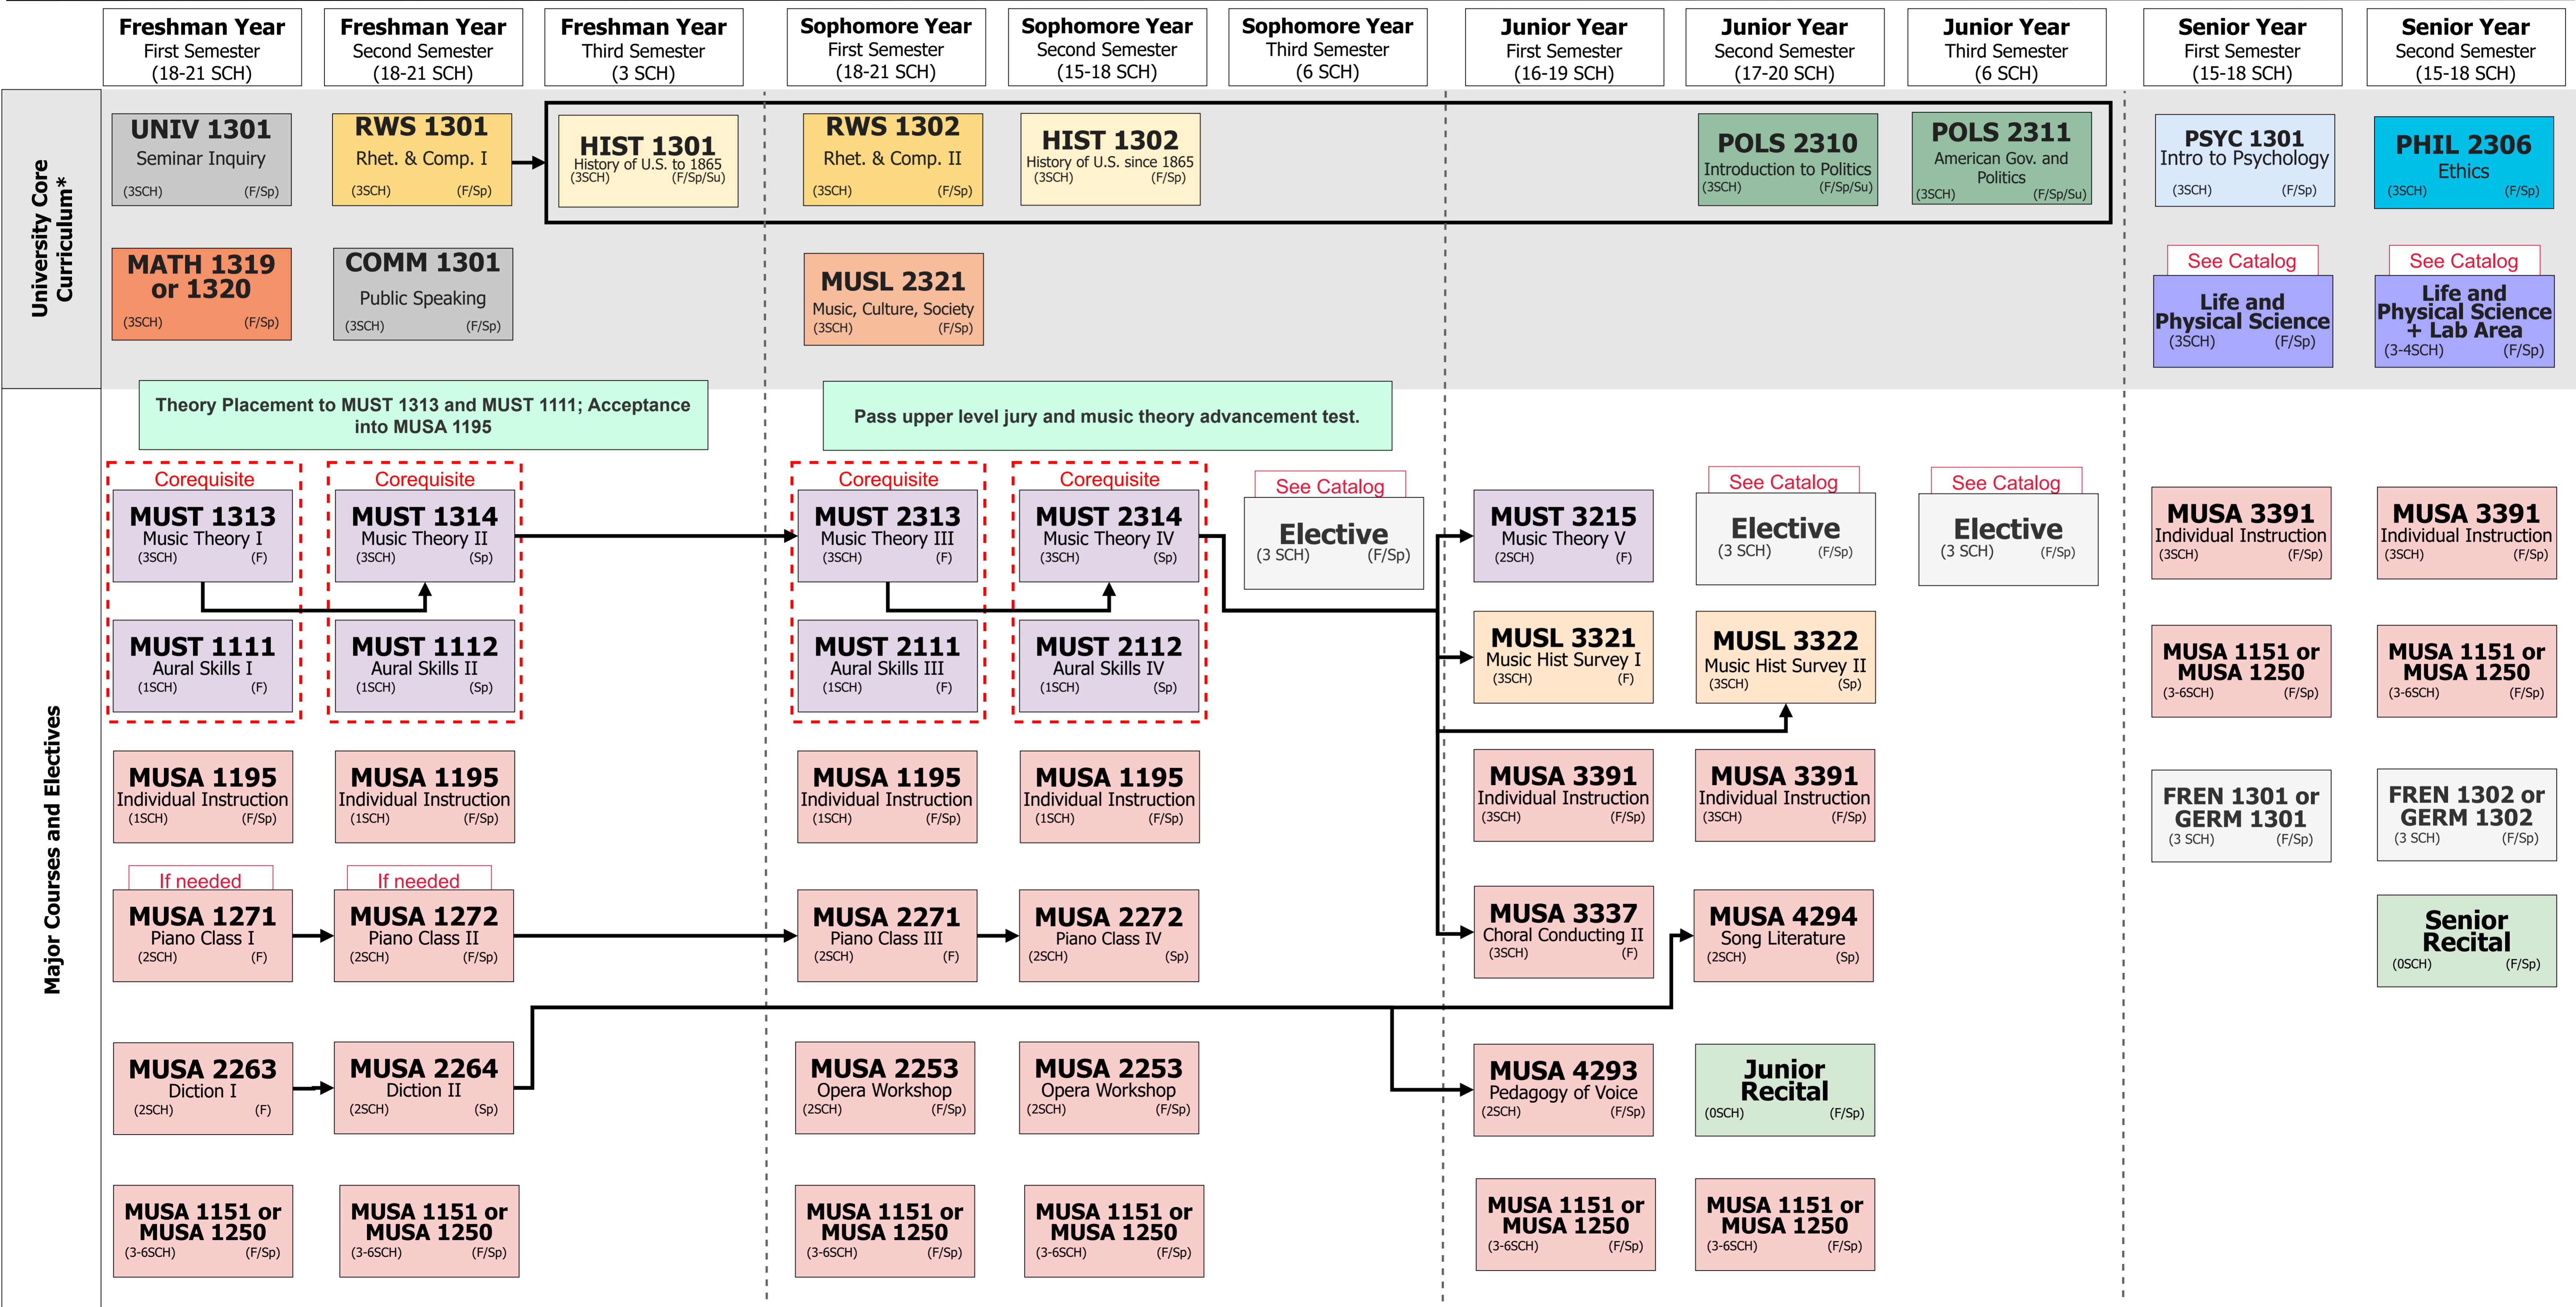 Freshman Year
First Semester
(18-21 SCH)
Freshman Year
Second Semester
(18-21 SCH)
Freshman Year
Third Semester
(3 SCH)
Sophomore Year
First Semester
(18-21 SCH)
Sophomore Year
Second Semester
(15-18 SCH)
Sophomore Year
Third Semester
(6 SCH)
Junior Year
First Semester
(16-19 SCH)
Junior Year
Second Semester
(17-20 SCH)
Junior Year
Third Semester
(6 SCH)
Senior Year
First Semester
(15-18 SCH)
Senior Year
Second Semester
(15-18 SCH)
University Core
Curriculum*
UNIV 1301
Seminar Inquiry
(3SCH) (F/Sp)
RWS 1301
Rhet. & Comp. I
(3SCH) (F/Sp)
HIST 1301
History of U.S. to 1865
(3SCH) (F/Sp/Su)
RWS 1302
Rhet. & Comp. II
(3SCH) (F/Sp)
HIST 1302
History of U.S. since 1865
(3SCH) (F/Sp)
POLS 2310
Introduction to Politics
(3SCH) (F/Sp/Su)
POLS 2311
American Gov. and
Politics
(3SCH) (F/Sp/Su)
PSYC 1301
Intro to Psychology
(3SCH) (F/Sp)
PHIL 2306
Ethics
(3SCH) (F/Sp)
MATH 1319
or 1320
(3SCH) (F/Sp)
COMM 1301
Public Speaking
(3SCH) (F/Sp)
MUSL 2321
Music, Culture, Society
(3SCH) (F/Sp)
See Catalog
Life and
Physical Science
(3SCH) (F/Sp)
See Catalog
Life and
Physical Science
+ Lab Area
(3-4SCH) (F/Sp)
Major Courses and Electives
Theory Placement to MUST 1313 and MUST 1111; Acceptance
into MUSA 1195
Pass upper level jury and music theory advancement test.
Corequisite
MUST 1313
Music Theory I
(3SCH) (F)
Corequisite
MUST 1314
Music Theory II
(3SCH) (Sp)
Corequisite
MUST 2313
Music Theory III
(3SCH) (F)
Corequisite
MUST 2314
Music Theory IV
(3SCH) (Sp)
See Catalog
Elective
(3 SCH) (F/Sp)
MUST 3215
Music Theory V
(2SCH) (F)
See Catalog
Elective
(3 SCH) (F/Sp)
See Catalog
Elective
(3 SCH) (F/Sp)
MUSA 3391
Individual Instruction
(3SCH) (F/Sp)
MUSA 3391
Individual Instruction
(3SCH) (F/Sp)
MUST 1111
Aural Skills I
(1SCH) (F)
MUST 1112
Aural Skills II
(1SCH) (Sp)
MUST 2111
Aural Skills III
(1SCH) (F)
MUST 2112
Aural Skills IV
(1SCH) (Sp)
MUSL 3321
Music Hist Survey I
(3SCH) (F)
MUSL 3322
Music Hist Survey II
(3SCH) (Sp)
MUSA 1151 or
MUSA 1250
(3-6SCH) (F/Sp)
MUSA 1151 or
MUSA 1250
(3-6SCH) (F/Sp)
MUSA 1195
Individual Instruction
(1SCH) (F/Sp)
MUSA 1195
Individual Instruction
(1SCH) (F/Sp)
MUSA 1195
Individual Instruction
(1SCH) (F/Sp)
MUSA 1195
Individual Instruction
(1SCH) (F/Sp)
MUSA 3391
Individual Instruction
(3SCH) (F/Sp)
MUSA 3391
Individual Instruction
(3SCH) (F/Sp)
FREN 1301 or
GERM 1301
(3 SCH) (F/Sp)
FREN 1302 or
GERM 1302
(3 SCH) (F/Sp)
If needed
MUSA 1271
Piano Class I
(2SCH) (F)
If needed
MUSA 1272
Piano Class II
(2SCH) (F/Sp)
MUSA 2271
Piano Class III
(2SCH) (F)
MUSA 2272
Piano Class IV
(2SCH) (Sp)
MUSA 3337
Choral Conducting II
(3SCH) (F)
MUSA 4294
Song Literature
(2SCH) (Sp)
Senior
Recital
(0SCH) (F/Sp)
MUSA 2263
Diction I
(2SCH) (F)
MUSA 2264
Diction II
(2SCH) (Sp)
MUSA 2253
Opera Workshop
(2SCH) (F/Sp)
MUSA 2253
Opera Workshop
(2SCH) (F/Sp)
MUSA 4293
Pedagogy of Voice
(2SCH) (F/Sp)
Junior
Recital
(0SCH) (F/Sp)
MUSA 1151 or
MUSA 1250
(3-6SCH) (F/Sp)
MUSA 1151 or
MUSA 1250
(3-6SCH) (F/Sp)
MUSA 1151 or
MUSA 1250
(3-6SCH) (F/Sp)
MUSA 1151 or
MUSA 1250
(3-6SCH) (F/Sp)
MUSA 1151 or
MUSA 1250
(3-6SCH) (F/Sp)
MUSA 1151 or
MUSA 1250
(3-6SCH) (F/Sp)